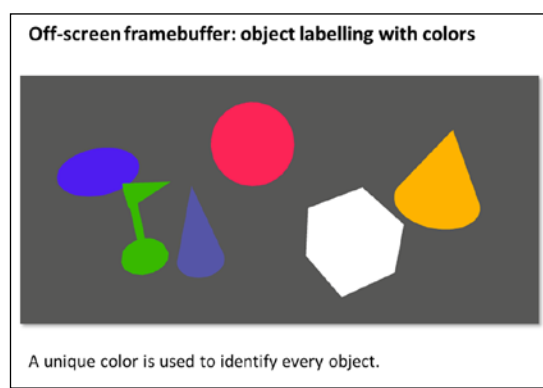 Off-screen framebuffer: object labelling with colors
A unique color is used to identify every object.